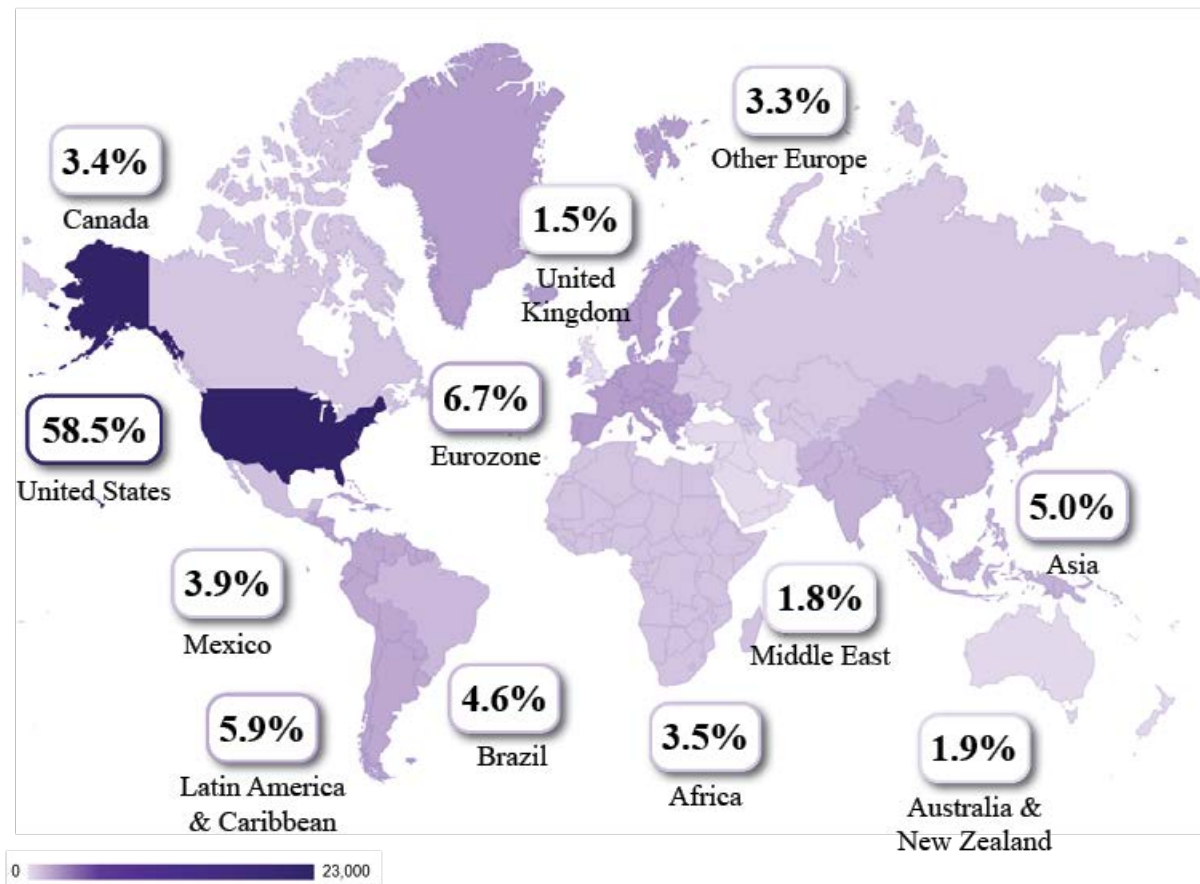 3.3%
Other Europe
3.4%
Canada
1.5%
United
Kingdom
6.7%
Eurozone
58.5%
United States
5.0%
Asia
3.9%
Mexico
1.8%
Middle East
4.6%
Brazil
5.9%
Latin America
& Caribbean
3.5%
Africa
1.9%
Australia &
New Zealand
0 23,000